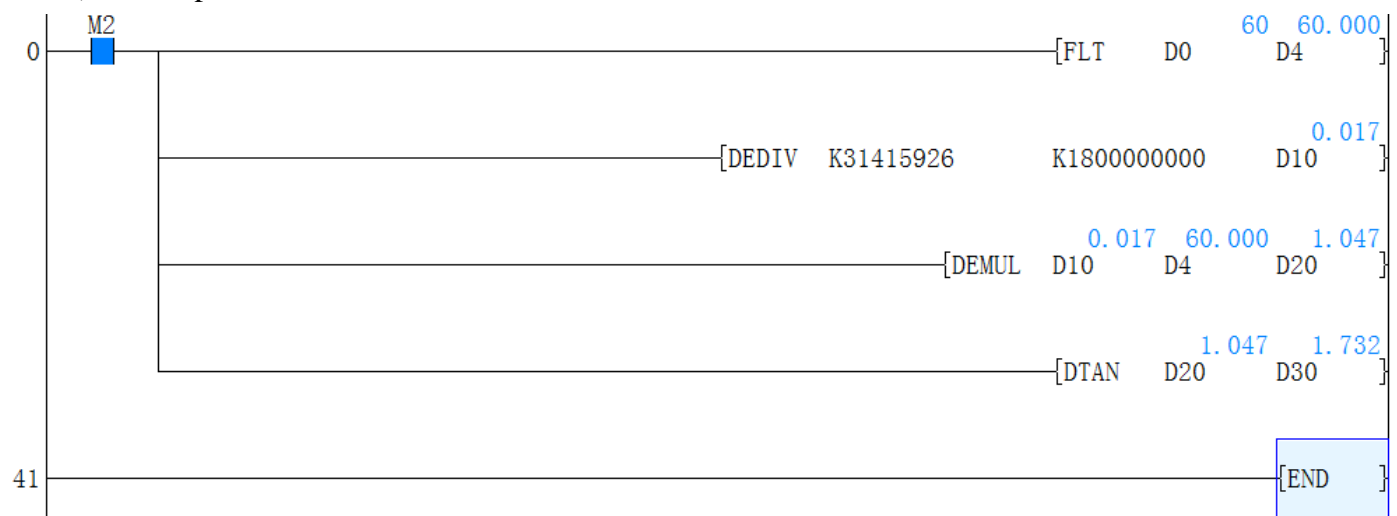 M2
60 60.000
0 [FLT D0 D4 ]
0.017
[DEDIV K31415926 K1800000000 D10 ]
0.017 60.000 1.047
[DEMUL D10 D4 D20 ]
1.047 1.732
[DTAN D20 D30 ]
41 [END ]